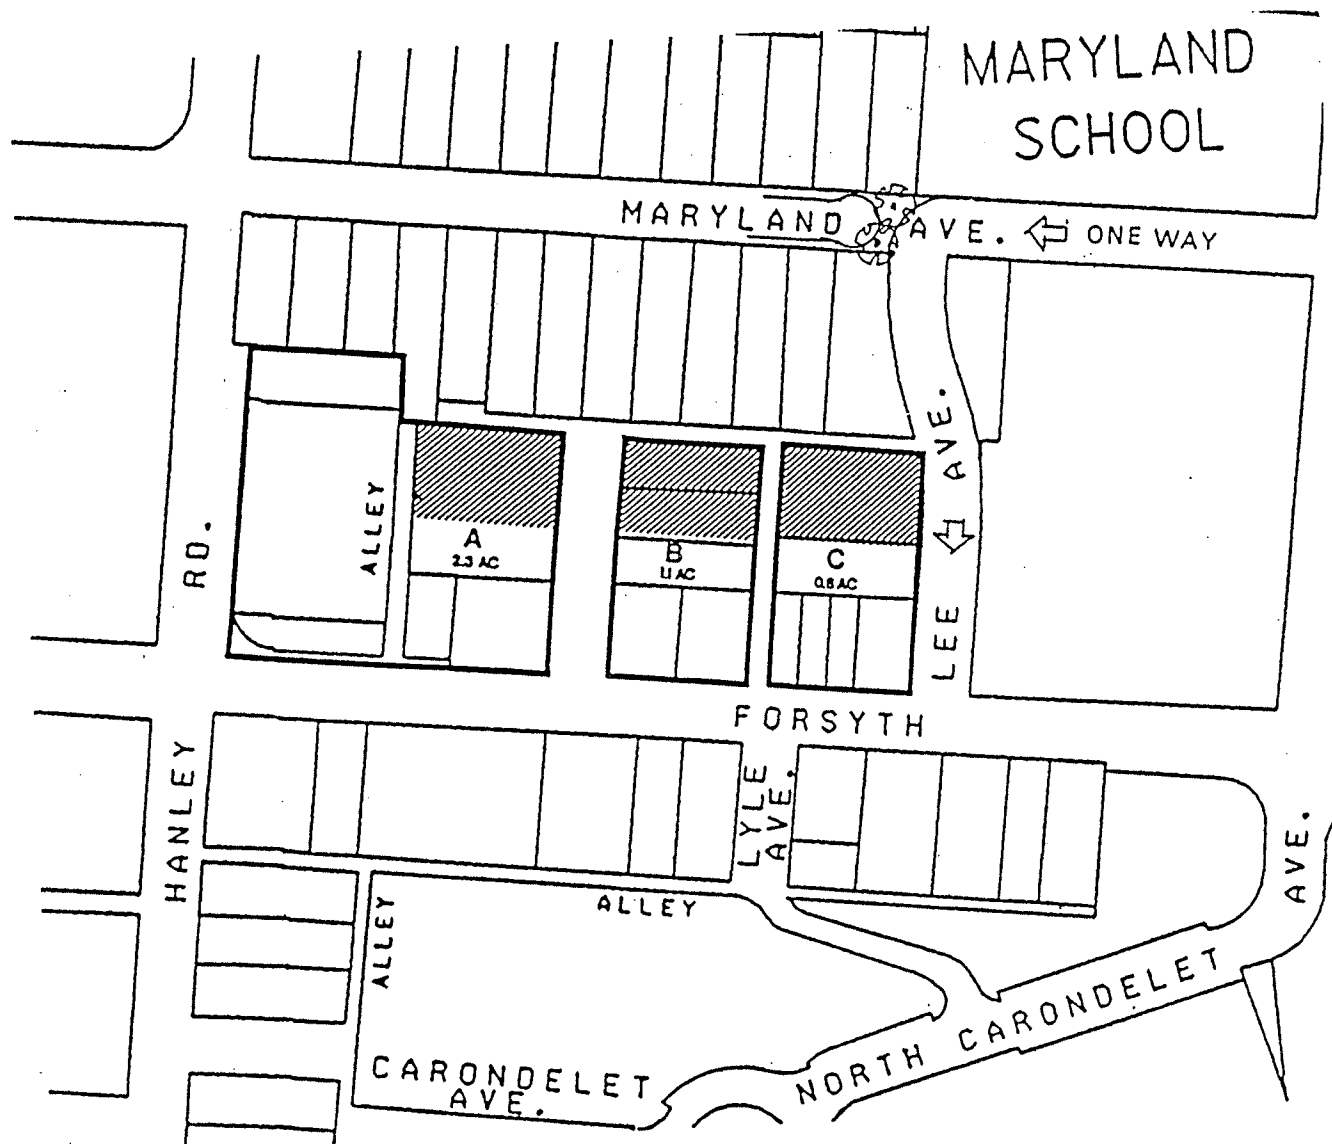 MARYLAND
SCHOOL
MARYLAND AVE. ONE WAY
ALLEY
RD.
A
2.3 AC
B
1.1 AC
C
0.8 AC
LEE AVE.
FORSYTH
HANLEY
LYLE
AVE.
ALLEY
ALLEY
AVE.
CARONDELET
AVE.
NORTH CARONDELET